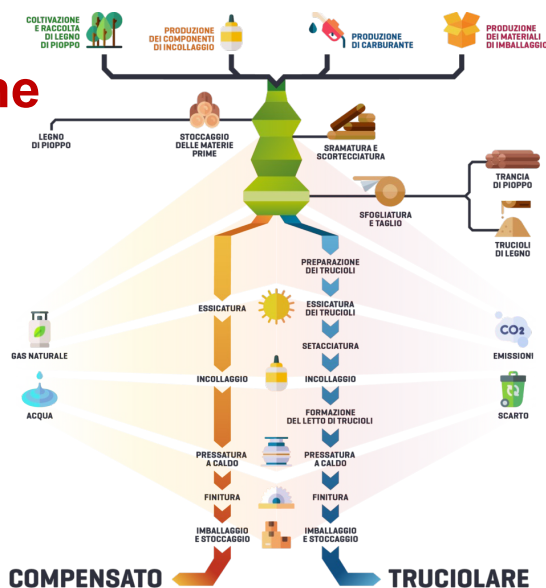 COLTIVAZIONE
E RACCOLTA
DI LEGNO
DI PIOPPO
PRODUZIONE
DEI COMPONENTI
DI INCOLLAGGIO
PRODUZIONE
DI CARBURANTE
PRODUZIONE
DEI MATERIALI
DI IMBALLAGGIO
ne
LEGNO
DI PIOPPO
STOCCAGGIO
DELLE MATERIE
PRIME
SRAMATURA E
SCORTECCIATURA
TRANCIA
DI PIOPPO
SFOGLIATURA
E TAGLIO
TRUCIOLI
DI LEGNO
PREPARAZIONE
DEI TRUCIOLI
ESSICATURA
ESSICATURA
DEI TRUCIOLI
SETACCIATURA
GAS NATURALE
CO2
EMISSIONI
INCOLLAGGIO
INCOLLAGGIO
ACQUA
FORMAZIONE
DEL LETTO DI TRUCIOLI
SCARTO
PRESSATURA
A CALDO
PRESSATURA
A CALDO
FINITURA
FINITURA
IMBALLAGGIO
E STOCCAGGIO
IMBALLAGGIO
E STOCCAGGIO
COMPENSATO
TRUCIOLARE